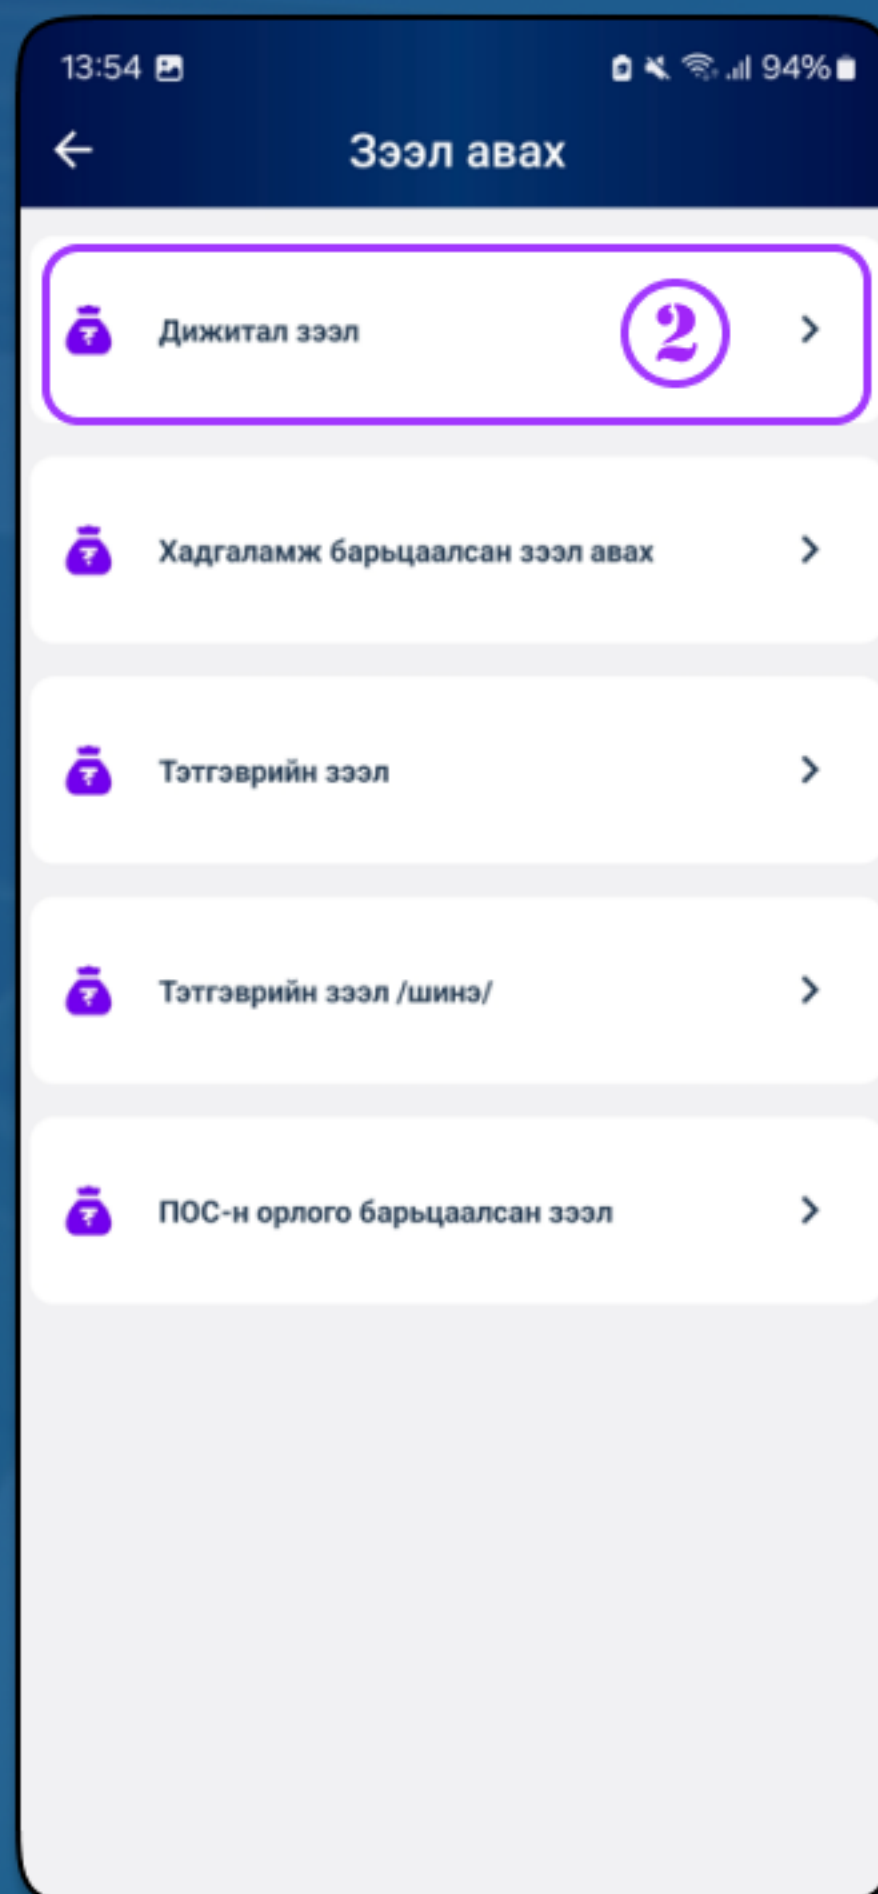 13:54
94%
Зээл авах
Дижитал зээл
2
Хадгаламж барьцаалсан зээл авах
Тэтгэврийн зээл
Тэтгэврийн зээл /шинэ/
ПОС-н орлого барьцаалсан зээл